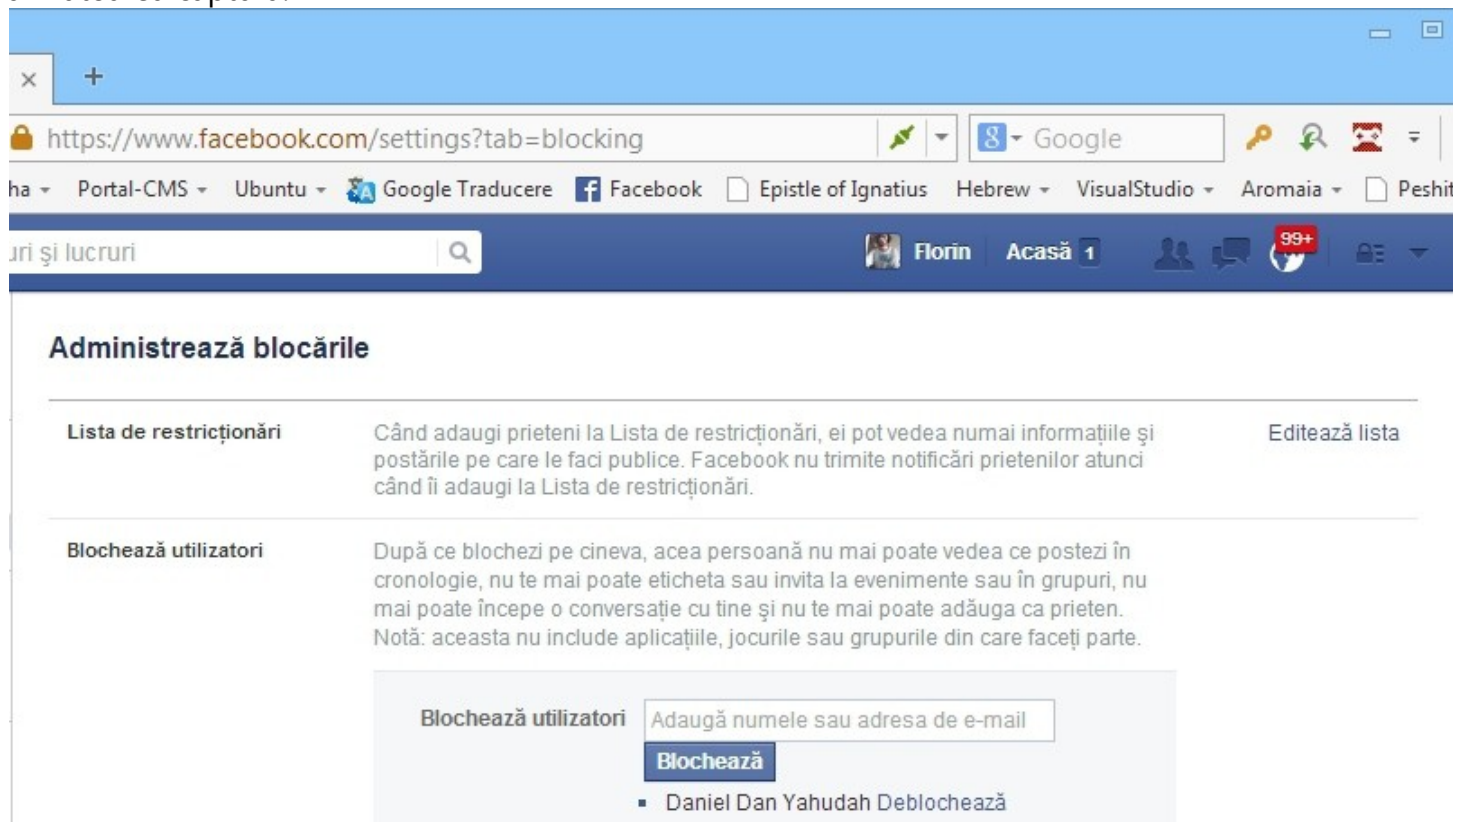 https://www.facebook.com/settings?tab=blocking
Google
ha Portal-CMS Ubuntu Google Traducere Facebook Epistle of Ignatius Hebrew VisualStudio Aromaia Peshit
uri şi lucruri
Florin Acasă 1 99+
Administrează blocările
Lista de restricționări
Când adaugi prieteni la Lista de restricționări, ei pot vedea numai informațiile şi
postările pe care le faci publice. Facebook nu trimite notificări prietenilor atunci
când îi adaugi la Lista de restricționări.
Editează lista
Blochează utilizatori
După ce blochezi pe cineva, acea persoană nu mai poate vedea ce postezi în
cronologie, nu te mai poate eticheta sau invita la evenimente sau în grupuri, nu
mai poate începe o conversație cu tine şi nu te mai poate adăuga ca prieten.
Notă: aceasta nu include aplicațiile, jocurile sau grupurile din care faceți parte.
Blochează utilizatori Adaugă numele sau adresa de e-mail
Blochează
Daniel Dan Yahudah Deblochează